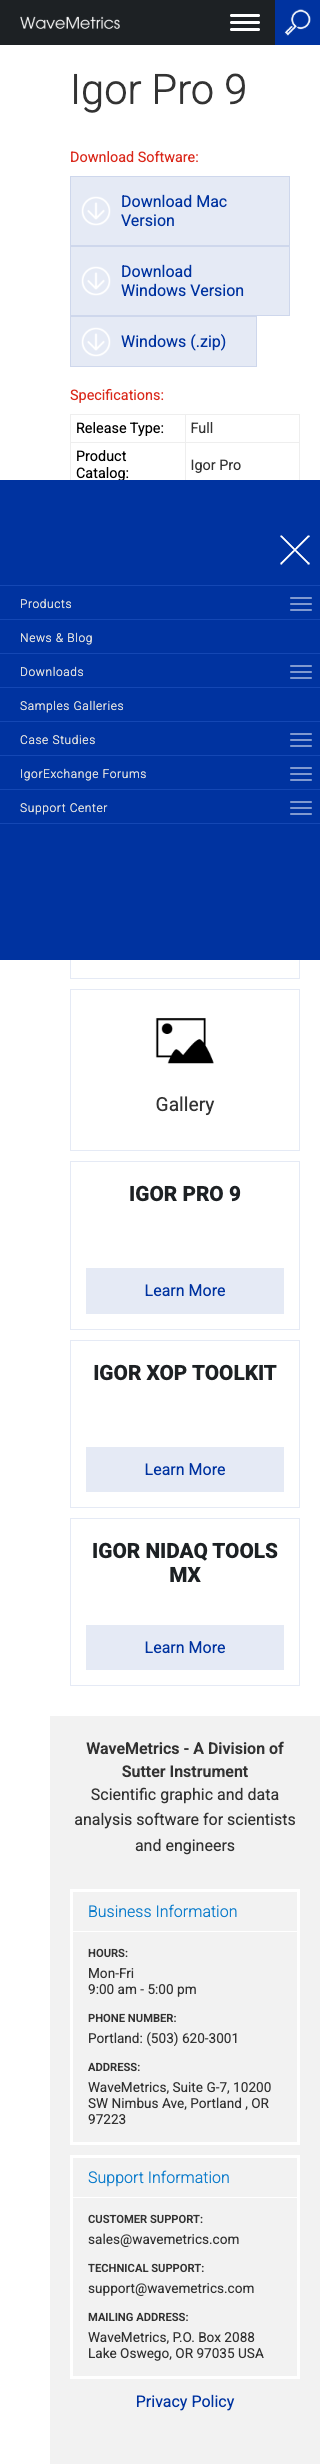 WaveMetrics
Igor Pro 9
Download Software:
Download Mac
Version
Download
Windows Version
Windows (.zip)
Specifications:
Release Type: Full
Product
Catalog:
Igor Pro
Products
News & Blog
Downloads
Samples Galleries
Case Studies
IgorExchange Forums
Support Center
Gallery
IGOR PRO 9
Learn More
IGOR XOP TOOLKIT
Learn More
IGOR NIDAQ TOOLS
MX
Learn More
WaveMetrics - A Division of
Sutter Instrument
Scientific graphic and data
analysis software for scientists
and engineers
Business Information
HOURS:
Mon-Fri
9:00 am - 5:00 pm
PHONE NUMBER:
Portland: (503) 620-3001
ADDRESS:
WaveMetrics, Suite G-7, 10200
SW Nimbus Ave, Portland , OR
97223
Support Information
CUSTOMER SUPPORT:
sales@wavemetrics.com
TECHNICAL SUPPORT:
support@wavemetrics.com
MAILING ADDRESS:
WaveMetrics, P.O. Box 2088
Lake Oswego, OR 97035 USA
Privacy Policy